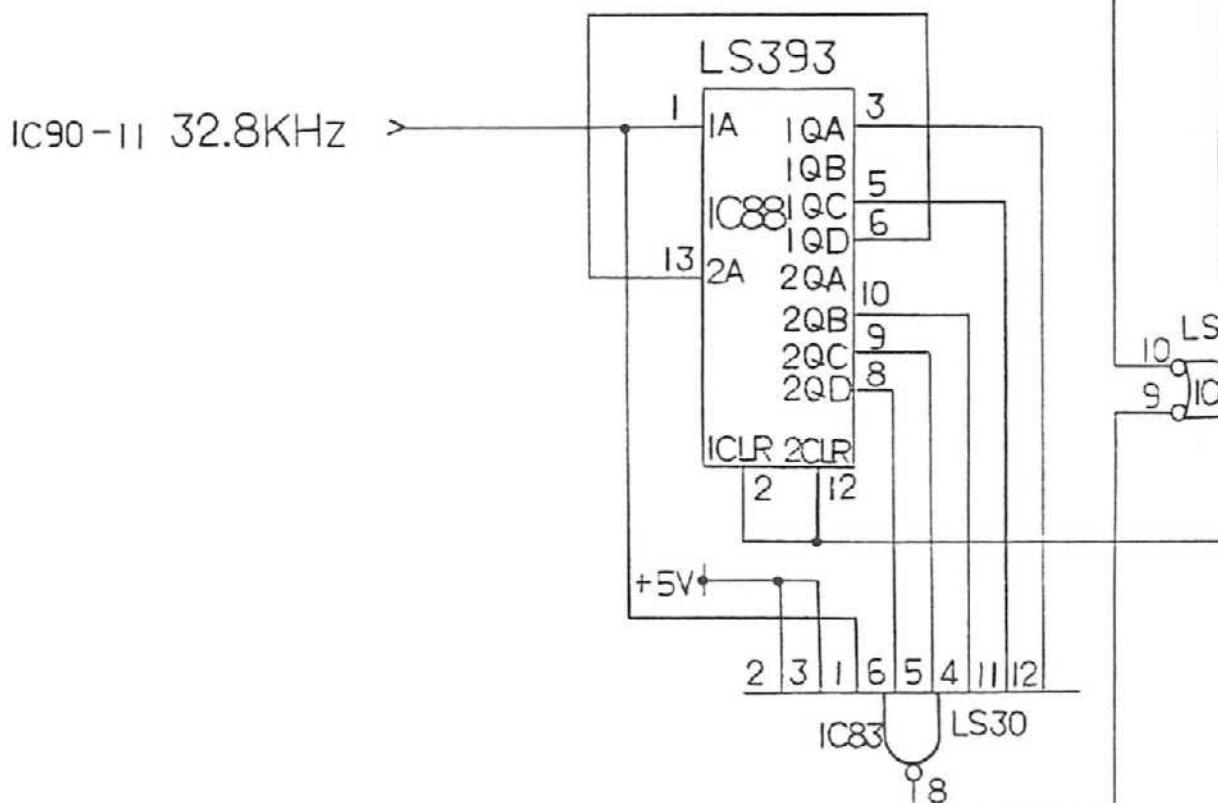 LS393
1 3
IC90-11 32.8KHz
1A 1QA
1QB
5
IC88 1QC
6
1QD
13
2A 2QA
10
2QB
9
2QC
8
2QD
1CLR 2CLR
2 12
+5V
2 3 1 6 5 4 11 12
IC83 LS30
8
10 LS
9